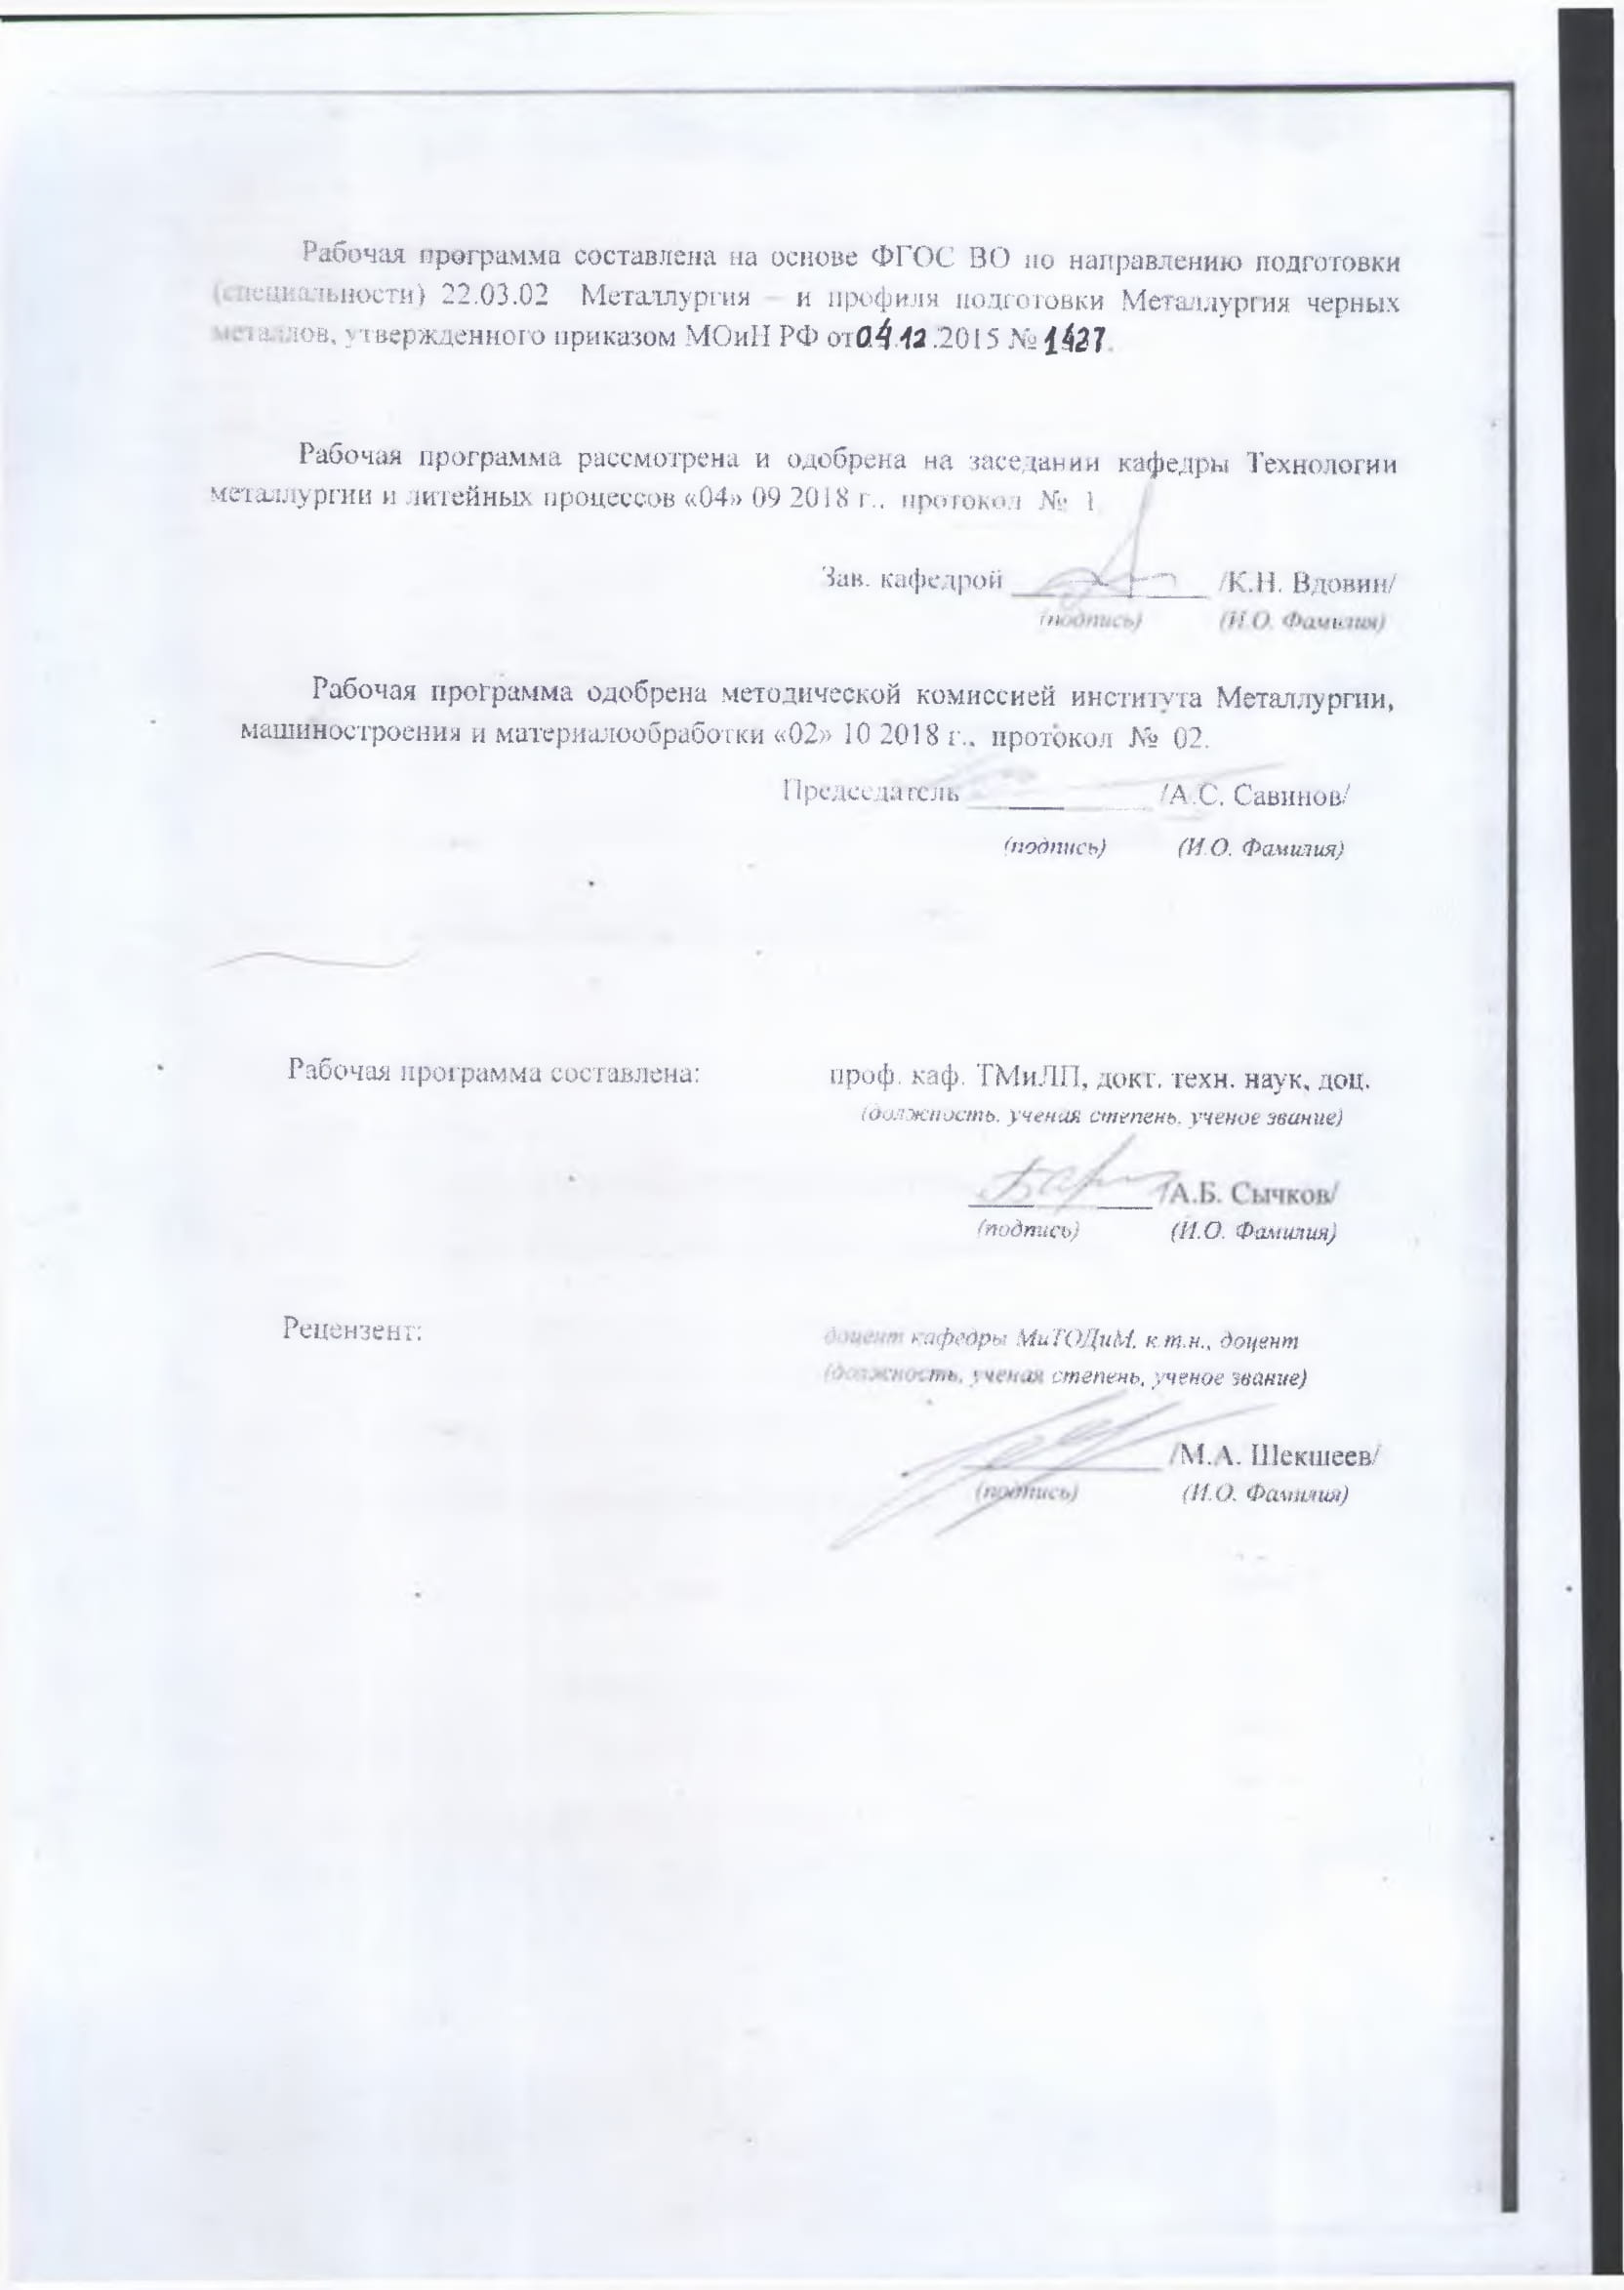 Рабочая программа составлена на основе ФГОС ВО по направлению подготовки
(специальности) 22.03.02 Металлургия – и профиля подготовки Металлургия черных
металлов, утвержденного приказом МОиН РФ от 04.12.2015 № 1427.
Рабочая программа рассмотрена и одобрена на заседании кафедры Технологии
металлургии и литейных процессов «04» 09 2018 г., протокол № 1
Зав. кафедрой /К.Н. Вдовин/
(подпись) (И.О. Фамилия)
Рабочая программа одобрена методической комиссией института Металлургии,
машиностроения и материалообработки «02» 10 2018 г., протокол № 02.
Председатель /А.С. Савинов/
(подпись) (И.О. Фамилия)
Рабочая программа составлена: проф. каф. ТМиЛП, докт. техн. наук, доц.
(должность, ученая степень, ученое звание)
/А.Б. Сычков/
(подпись) (И.О. Фамилия)
Рецензент: доцент кафедры МиТОДиМ, к.т.н., доцент
(должность, ученая степень, ученое звание)
/М.А. Шекшеев/
(подпись) (И.О. Фамилия)